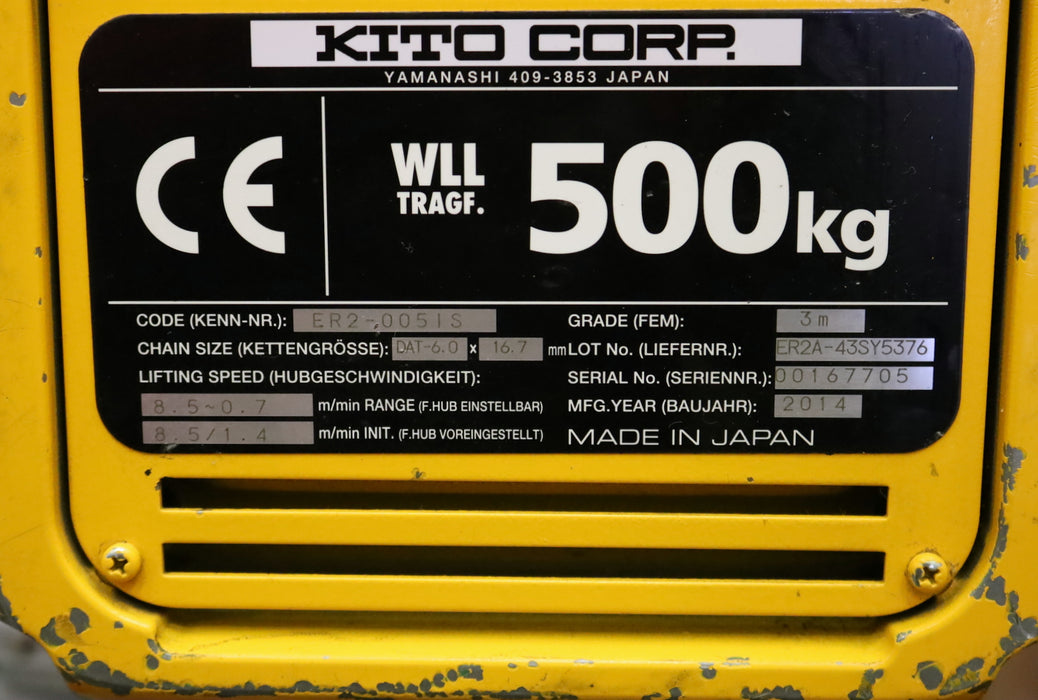 KITO CORP.
YAMANASHI 409-3853 JAPAN
CE
WLL
TRAGF.
500kg
CODE (KENN-NR.): ER2-005IS
CHAIN SIZE (KETTENGRÖSSE): DAT-6.0 x 16.7 mm
LIFTING SPEED (HUBGESCHWINDIGKEIT):
8.5~0.7 m/min RANGE (F.HUB EINSTELLBAR)
8.5/1.4 m/min INIT. (F.HUB VOREINGESTELLT)
GRADE (FEM): 3m
LOT No. (LIEFERNR.): ER2A-43SY5376
SERIAL No. (SERIENNR.): 00167705
MFG.YEAR (BAUJAHR): 2014
MADE IN JAPAN